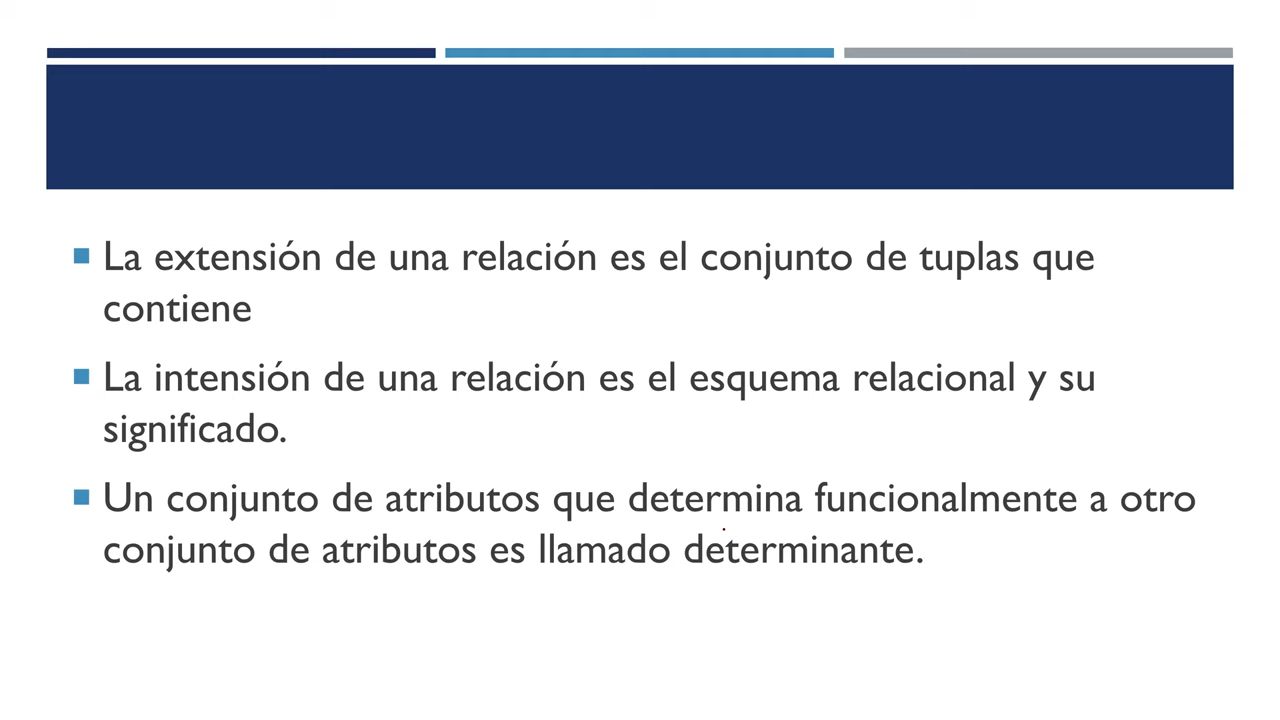 La extensión de una relación es el conjunto de tuplas que
contiene
La intensión de una relación es el esquema relacional y su
significado.
Un conjunto de atributos que determina funcionalmente a otro
conjunto de atributos es llamado determinante.